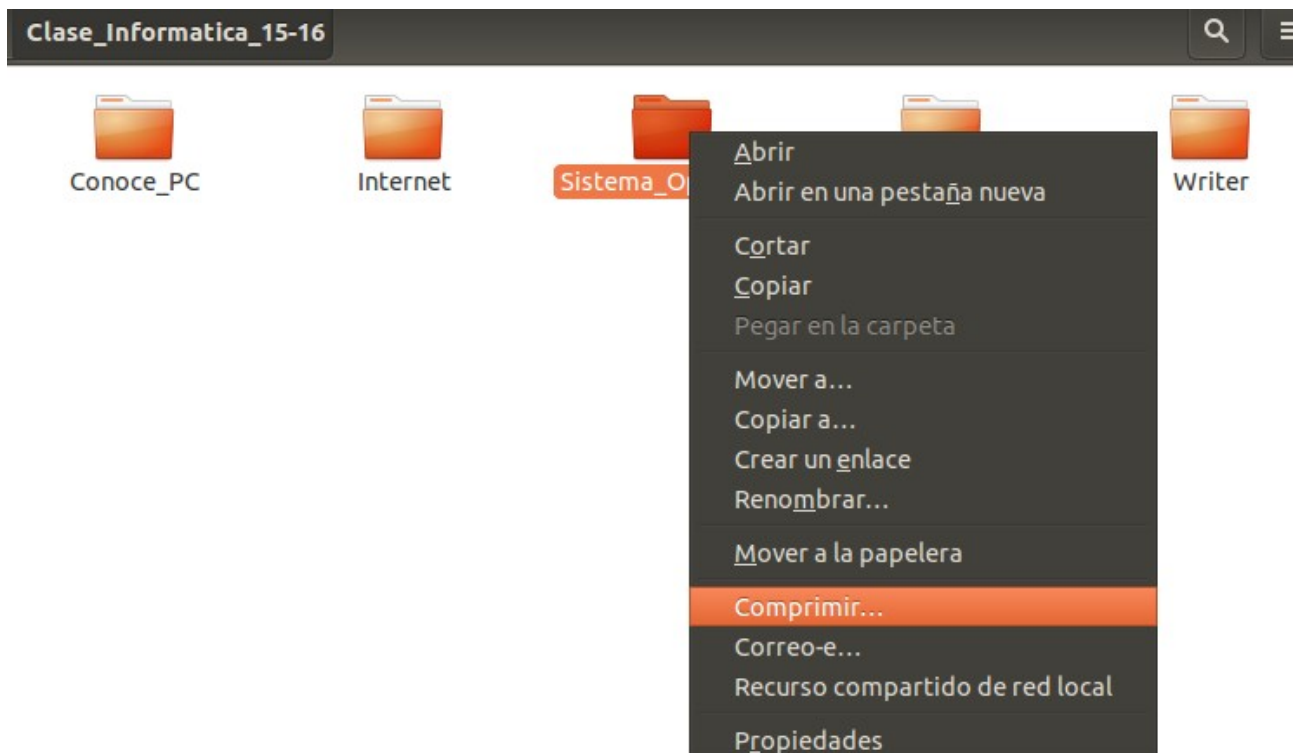 Clase_Informatica_15-16
Conoce_PC
Internet
Sistema_O
Writer
Abrir
Abrir en una pestaña nueva
Cortar
Copiar
Pegar en la carpeta
Mover a...
Copiar a...
Crear un enlace
Renombrar...
Mover a la papelera
Comprimir...
Correo-e...
Recurso compartido de red local
Propiedades